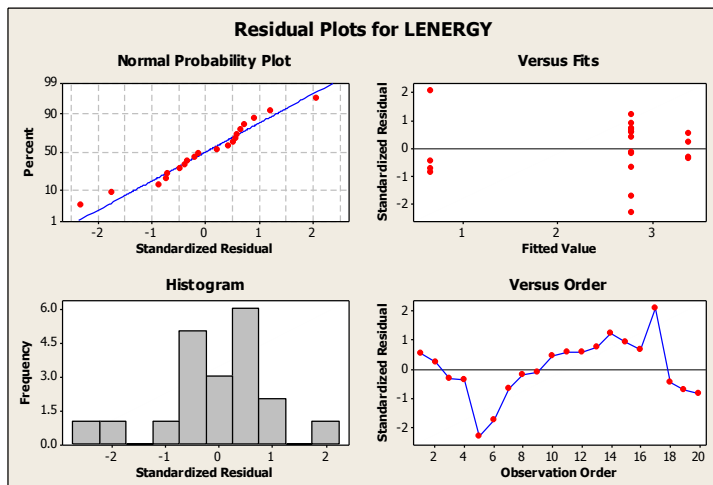 Residual Plots for LENERGY
Normal Probability Plot
99
90
50
10
1
Percent
-2 -1 0 1 2
Standardized Residual
Versus Fits
2
1
0
-1
-2
Standardized Residual
1 2 3
Fitted Value
Histogram
6.0
4.5
3.0
1.5
0.0
Frequency
-2 -1 0 1 2
Standardized Residual
Versus Order
2
1
0
-1
-2
Standardized Residual
2 4 6 8 10 12 14 16 18 20
Observation Order